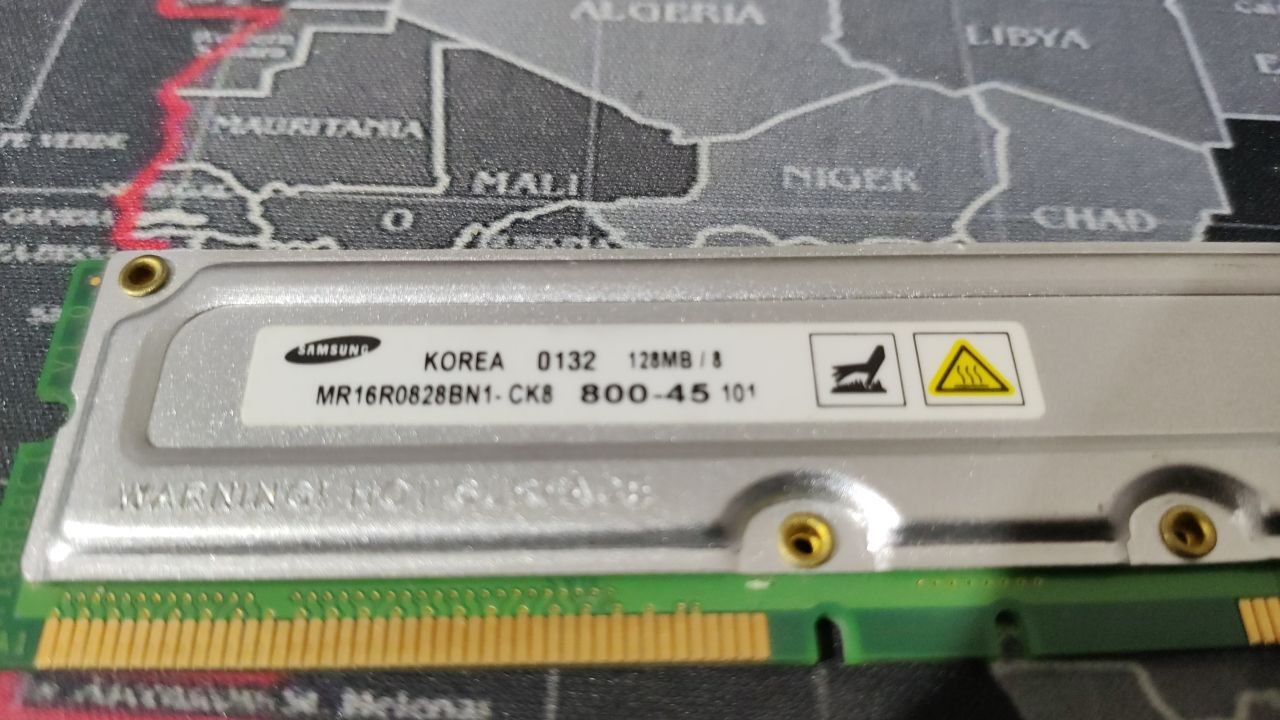 ALGERIA
LIBYA
MAURITANIA
MALI
NIGER
CHAD
SAMSUNG
KOREA 0132 128MB / 8
MR16R0828BN1-CK8 800-45 101
WARNING! HOT SURFACE